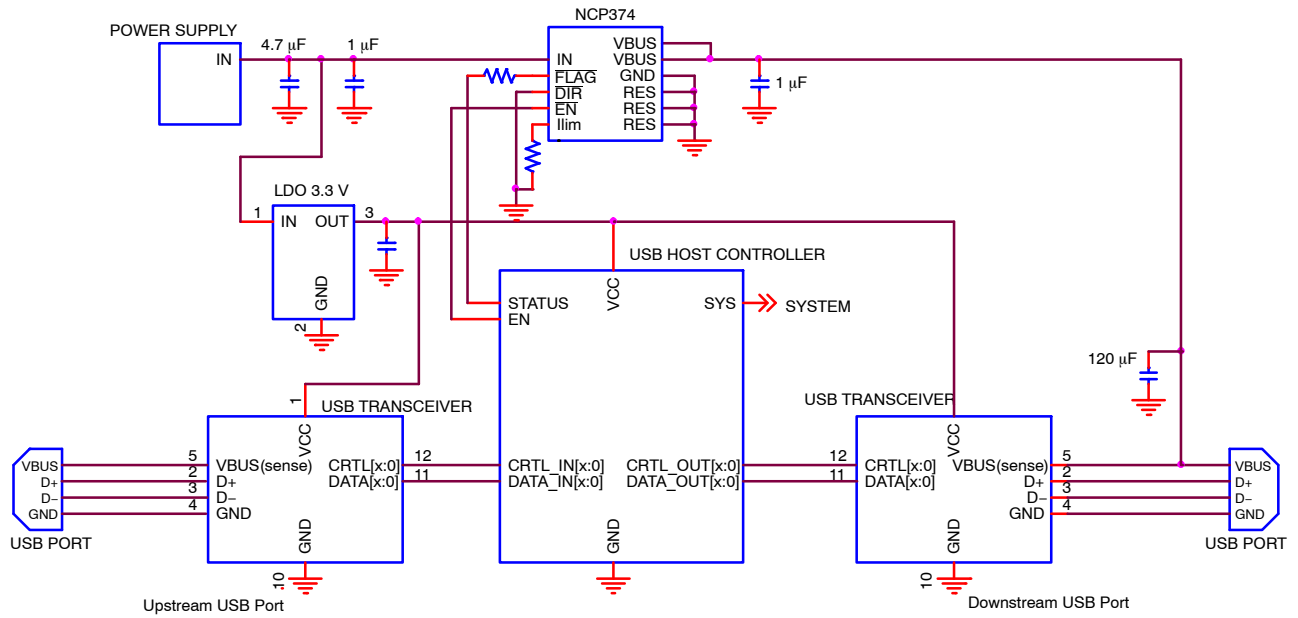 NCP374
POWER SUPPLY
IN
4.7 μF
1 μF
IN
FLAG
DIR
EN
Ilim
VBUS
VBUS
GND
RES
RES
RES
1 μF
LDO 3.3 V
1
IN
OUT
3
GND
2
USB HOST CONTROLLER
VCC
STATUS
EN
SYS
SYSTEM
120 μF
1
USB TRANSCEIVER
VCC
VBUS
D+
D−
GND
USB PORT
5
2
3
4
VBUS(sense)
D+
D−
GND
CRTL[x:0]
DATA[x:0]
12
11
GND
10
CRTL_IN[x:0]
DATA_IN[x:0]
CRTL_OUT[x:0]
DATA_OUT[x:0]
GND
USB TRANSCEIVER
VCC
12
11
CRTL[x:0]
DATA[x:0]
VBUS(sense)
D+
D−
GND
5
2
3
4
GND
10
VBUS
D+
D−
GND
USB PORT
Upstream USB Port
Downstream USB Port